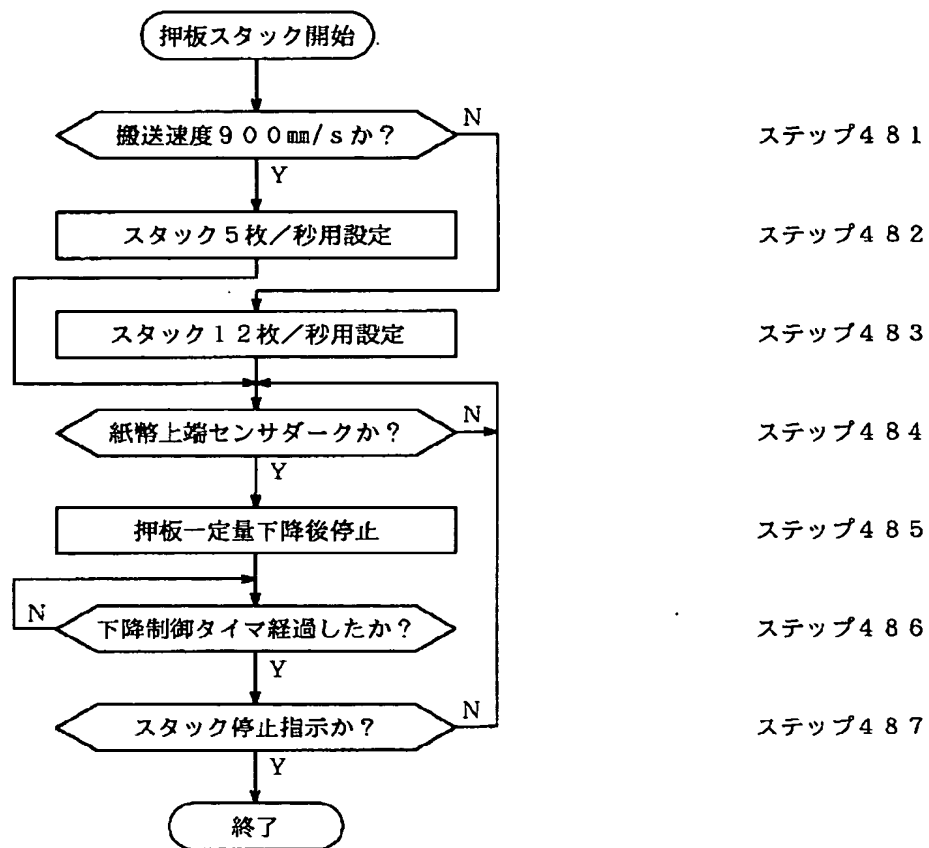 押板スタック開始
搬送速度900㎜/sか?
N
ステップ481
Y
スタック5枚/秒用設定
ステップ482
スタック12枚/秒用設定
ステップ483
紙幣上端センサダークか?
N
ステップ484
Y
押板一定量下降後停止
ステップ485
N
下降制御タイマ経過したか?
ステップ486
Y
スタック停止指示か?
N
ステップ487
Y
終了